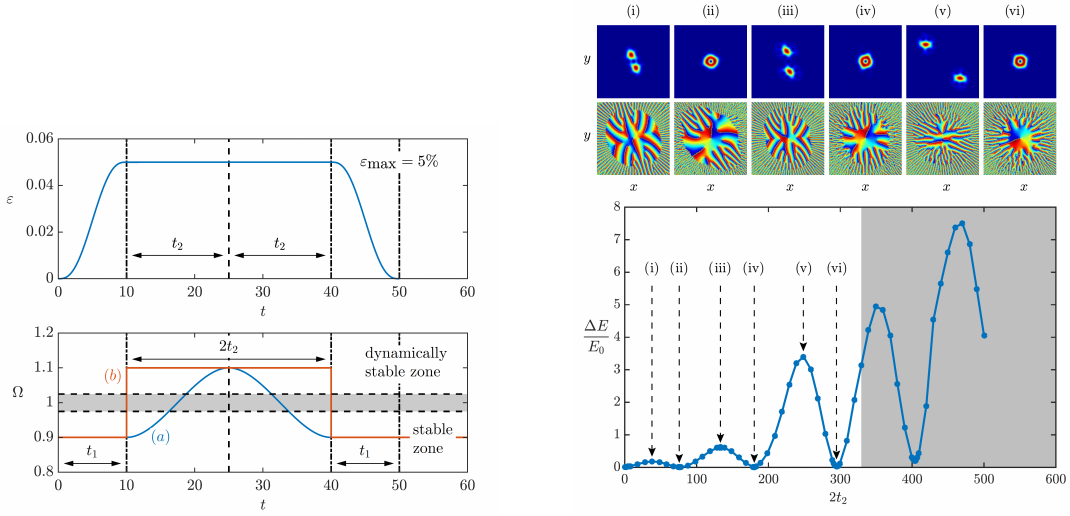 0.06
0.04
0.02
0
ε
εmax = 5%
t2
t2
0 10 20 30 40 50 60
t
1.2
1.1
1
0.9
0.8
Ω
2t2
dynamically
stable zone
(b)
(a)
stable
zone
t1
t1
0 10 20 30 40 50 60
t
(i) (ii) (iii) (iv) (v) (vi)
y
y
x x x x x x
8
7
6
5
4
3
2
1
0
ΔE
E0
(i) (ii) (iii) (iv) (v) (vi)
0 100 200 300 400 500 600
2t2